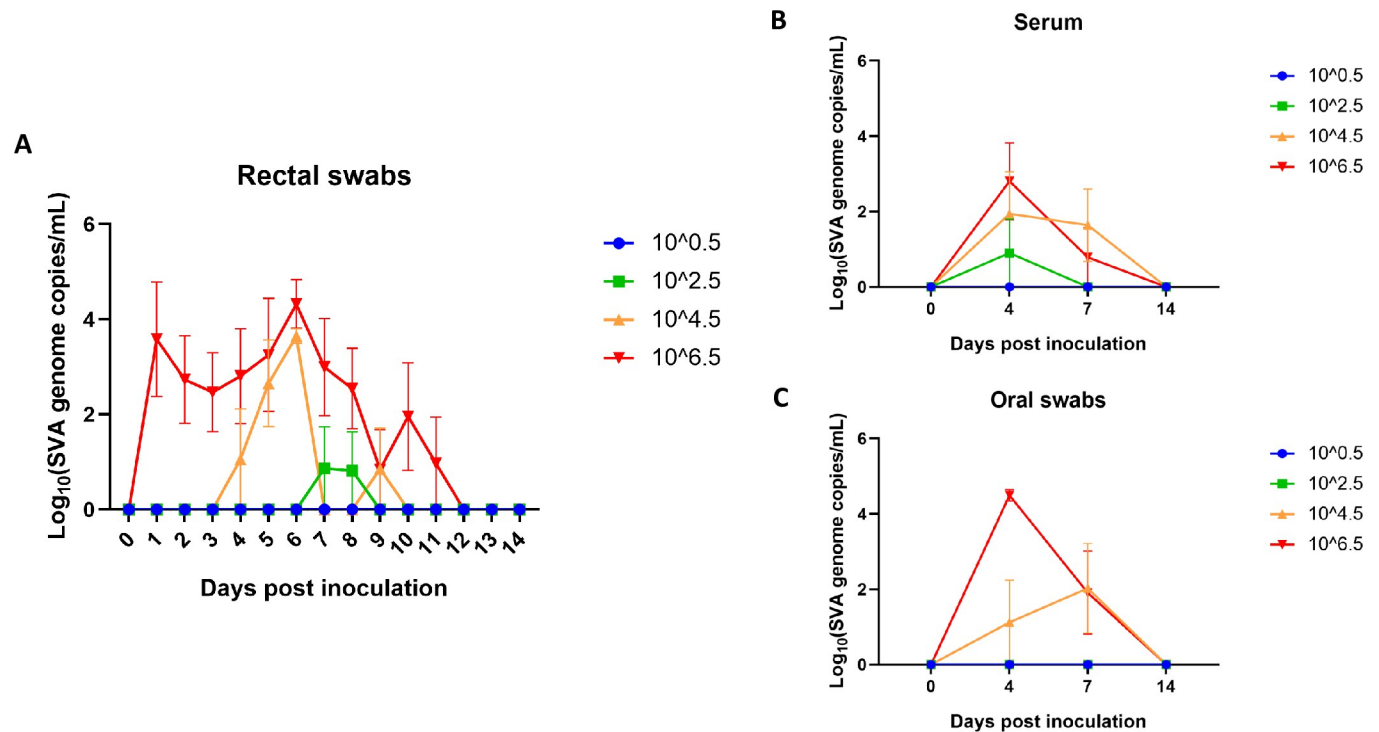 A
Rectal swabs
Log10(SVA genome copies/mL)
6
4
2
0
0 1 2 3 4 5 6 7 8 9 10 11 12 13 14
Days post inoculation
10^0.5
10^2.5
10^4.5
10^6.5
B
Serum
Log10(SVA genome copies/mL)
6
4
2
0
0 4 7 14
Days post inoculation
10^0.5
10^2.5
10^4.5
10^6.5
C
Oral swabs
Log10(SVA genome copies/mL)
6
4
2
0
0 4 7 14
Days post inoculation
10^0.5
10^2.5
10^4.5
10^6.5